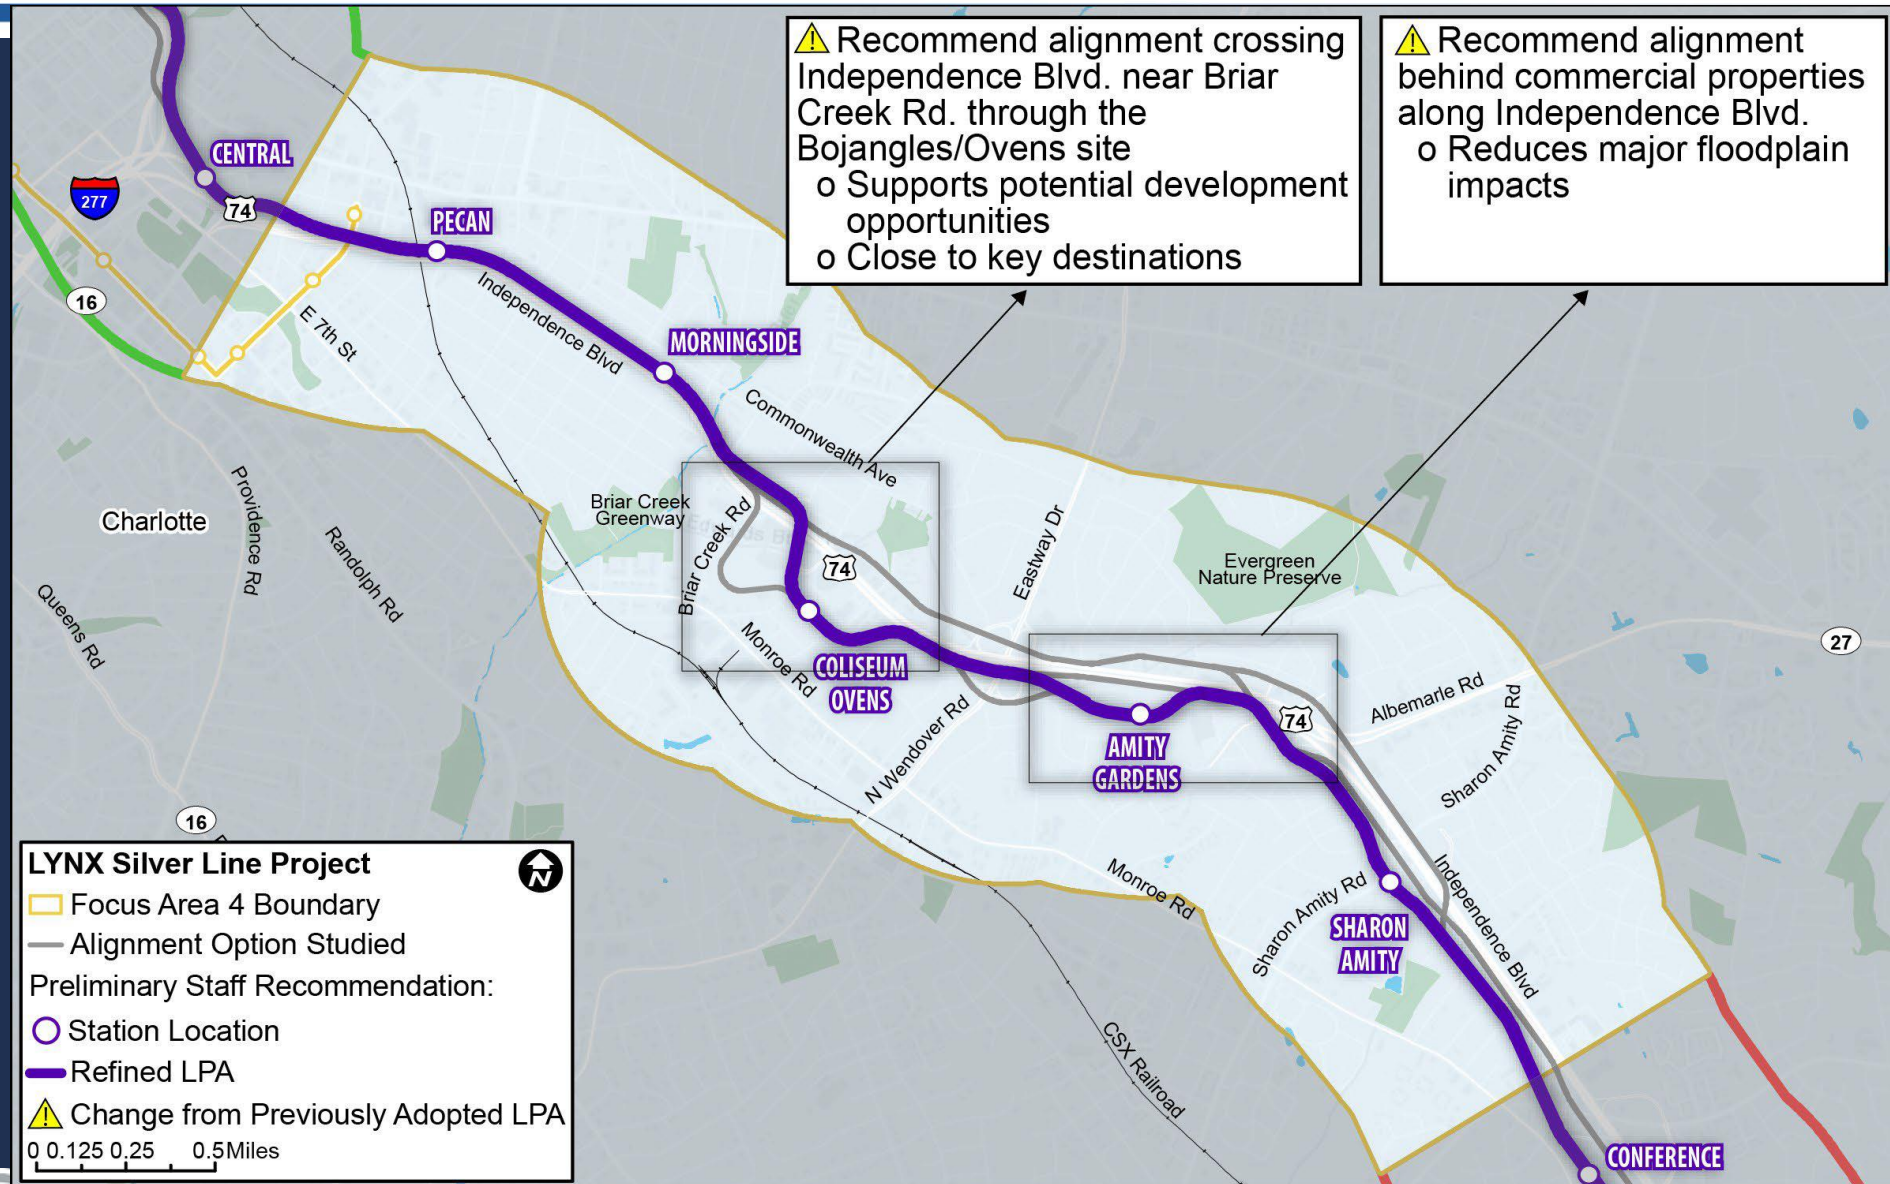 ⚠ Recommend alignment crossing
Independence Blvd. near Briar
Creek Rd. through the
Bojangles/Ovens site
o Supports potential development
opportunities
o Close to key destinations
⚠ Recommend alignment
behind commercial properties
along Independence Blvd.
o Reduces major floodplain
impacts
CENTRAL
277
74
PECAN
16
E 7th St
Independence Blvd
MORNINGSIDE
Commonwealth Ave
Charlotte
Providence Rd
Randolph Rd
Queens Rd
Briar Creek
Greenway
Briar Creek Rd
74
Eastway Dr
Evergreen
Nature Preserve
27
Monroe Rd
COLISEUM
OVENS
N Wendover Rd
AMITY
GARDENS
74
Albemarle Rd
Sharon Amity Rd
16
Monroe Rd
Sharon Amity Rd
SHARON
AMITY
Independence Blvd
CSX Railroad
CONFERENCE
LYNX Silver Line Project
N
Focus Area 4 Boundary
Alignment Option Studied
Preliminary Staff Recommendation:
Station Location
Refined LPA
⚠ Change from Previously Adopted LPA
0 0.125 0.25 0.5 Miles